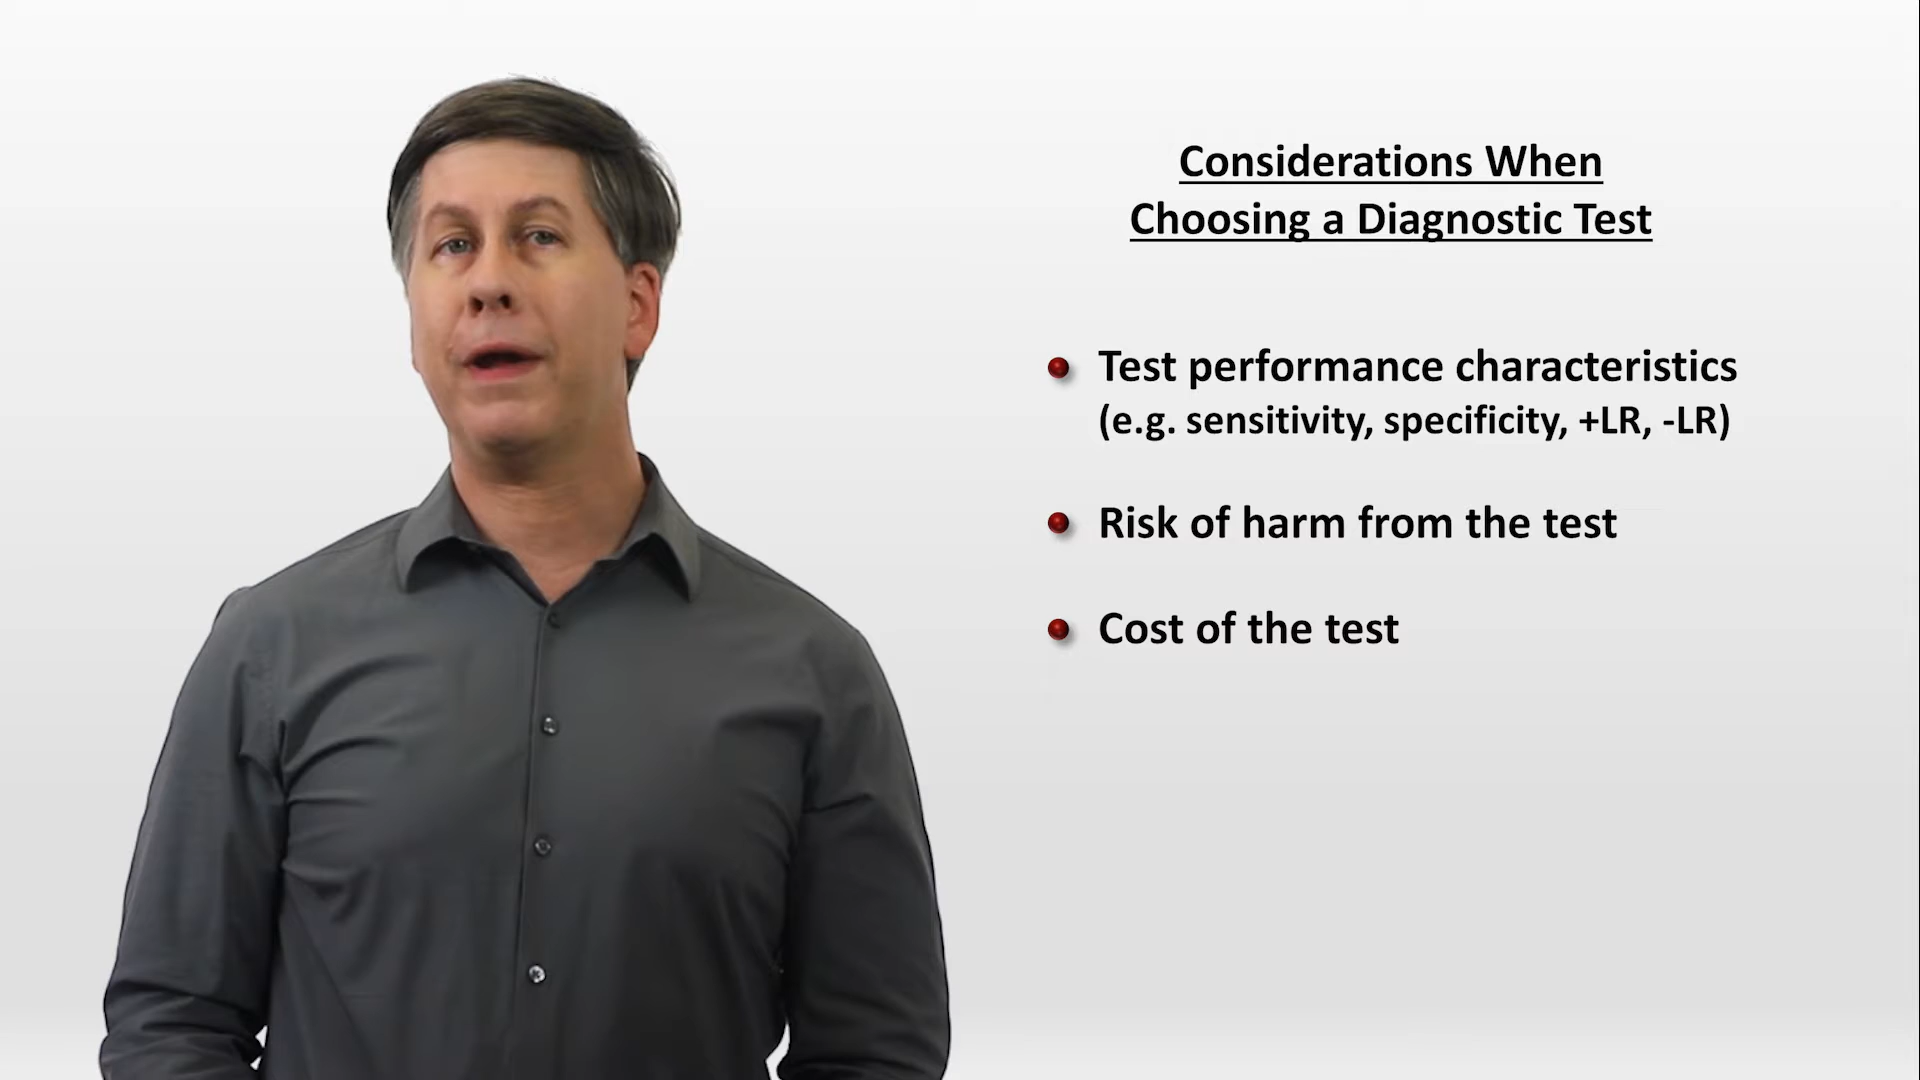 Considerations When
Choosing a Diagnostic Test
Test performance characteristics
(e.g. sensitivity, specificity, +LR, -LR)
Risk of harm from the test
Cost of the test